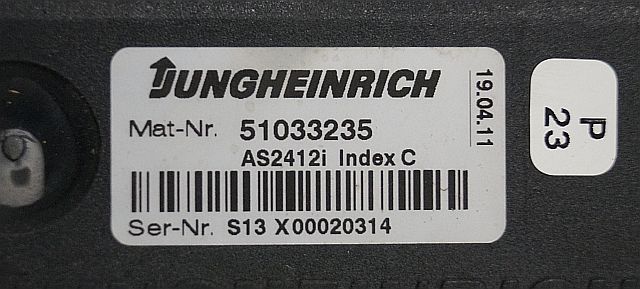 JUNGHEINRICH
Mat-Nr. 51033235
AS2412i Index C
Ser-Nr. S13 X00020314
19.04.11
P
23